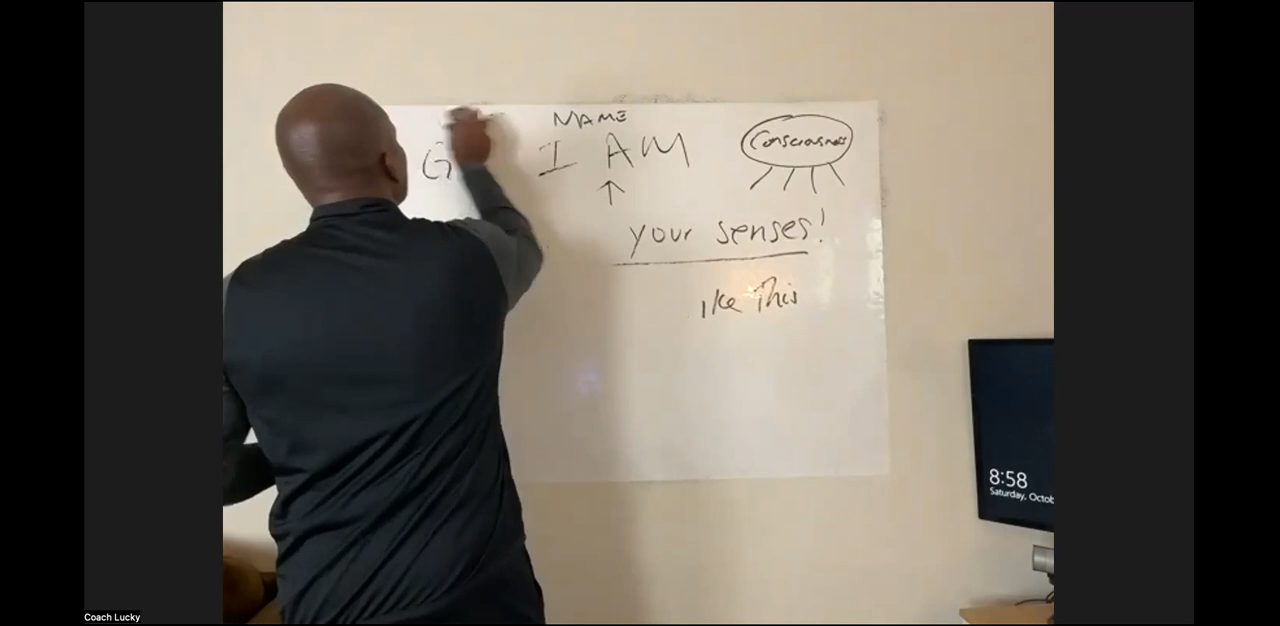 NAME
G I AM
Consciousness
your senses!
ike This
8:58
Saturday, Octob
Coach Lucky